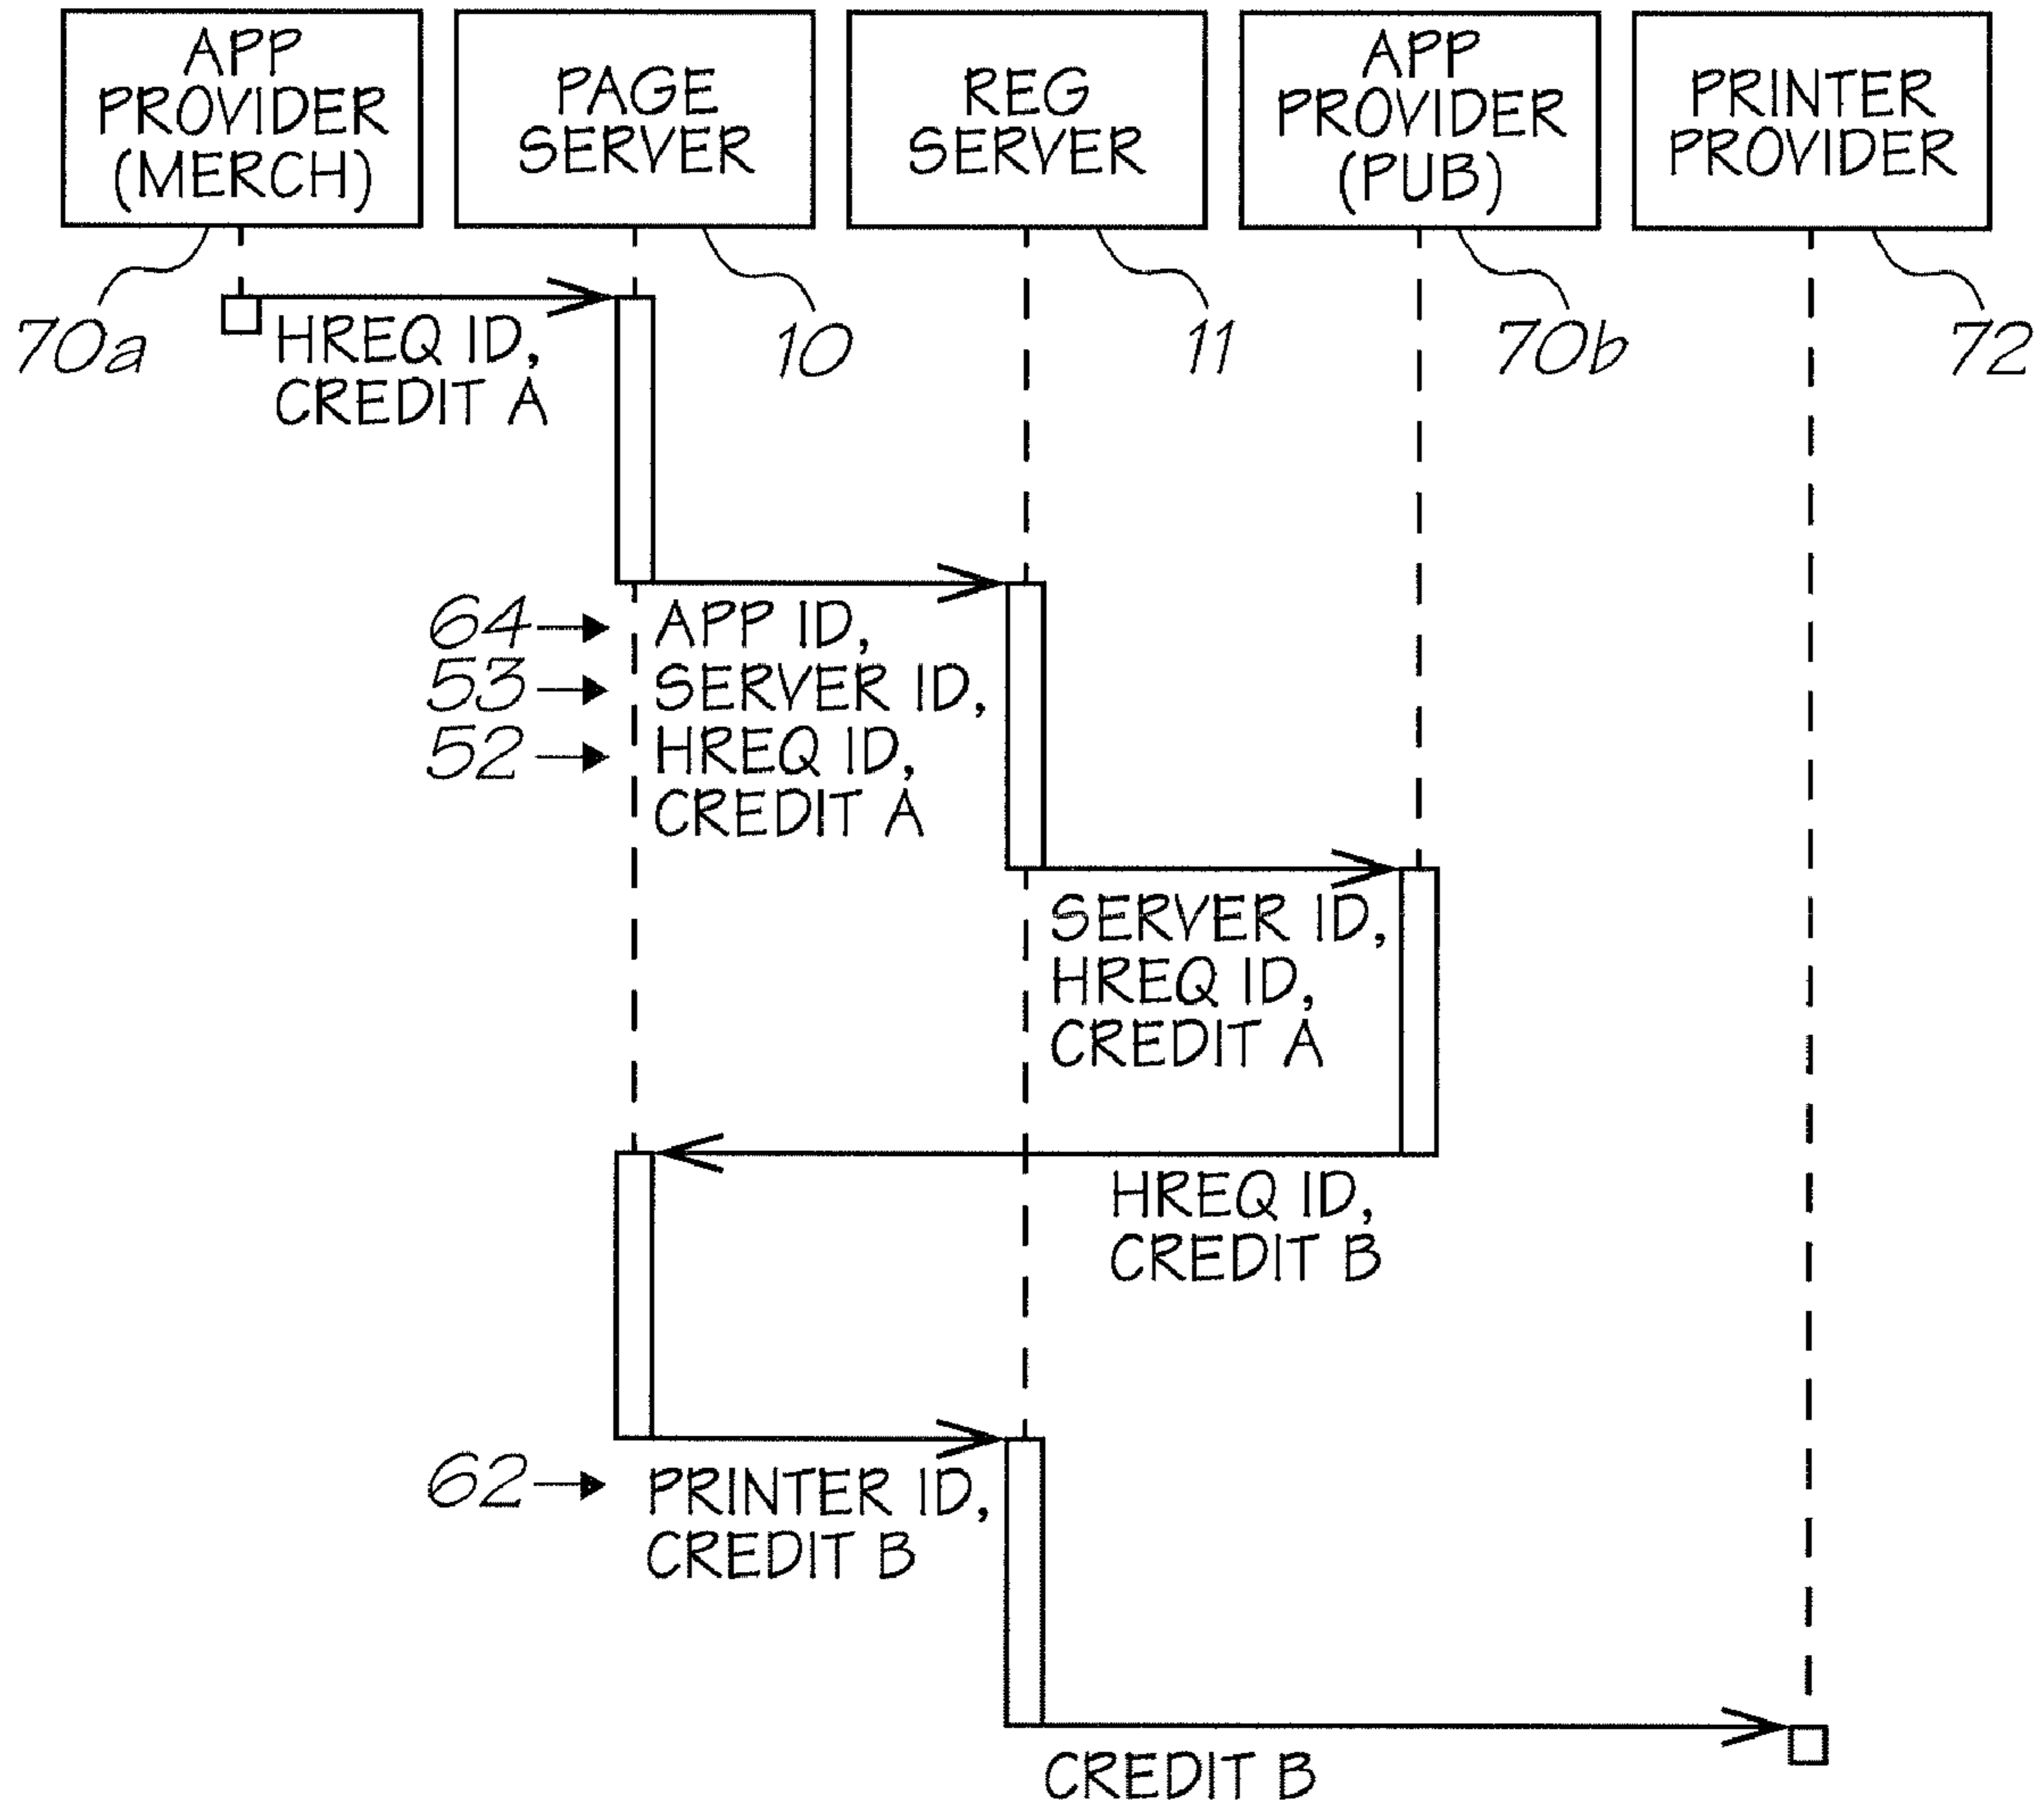 APP
PROVIDER
(MERCH)
PAGE
SERVER
REG
SERVER
APP
PROVIDER
(PUB)
PRINTER
PROVIDER
70a
10
11
70b
72
HREQ ID,
CREDIT A
64
APP ID,
53
SERVER ID,
52
HREQ ID,
CREDIT A
SERVER ID,
HREQ ID,
CREDIT A
HREQ ID,
CREDIT B
62
PRINTER ID,
CREDIT B
CREDIT B